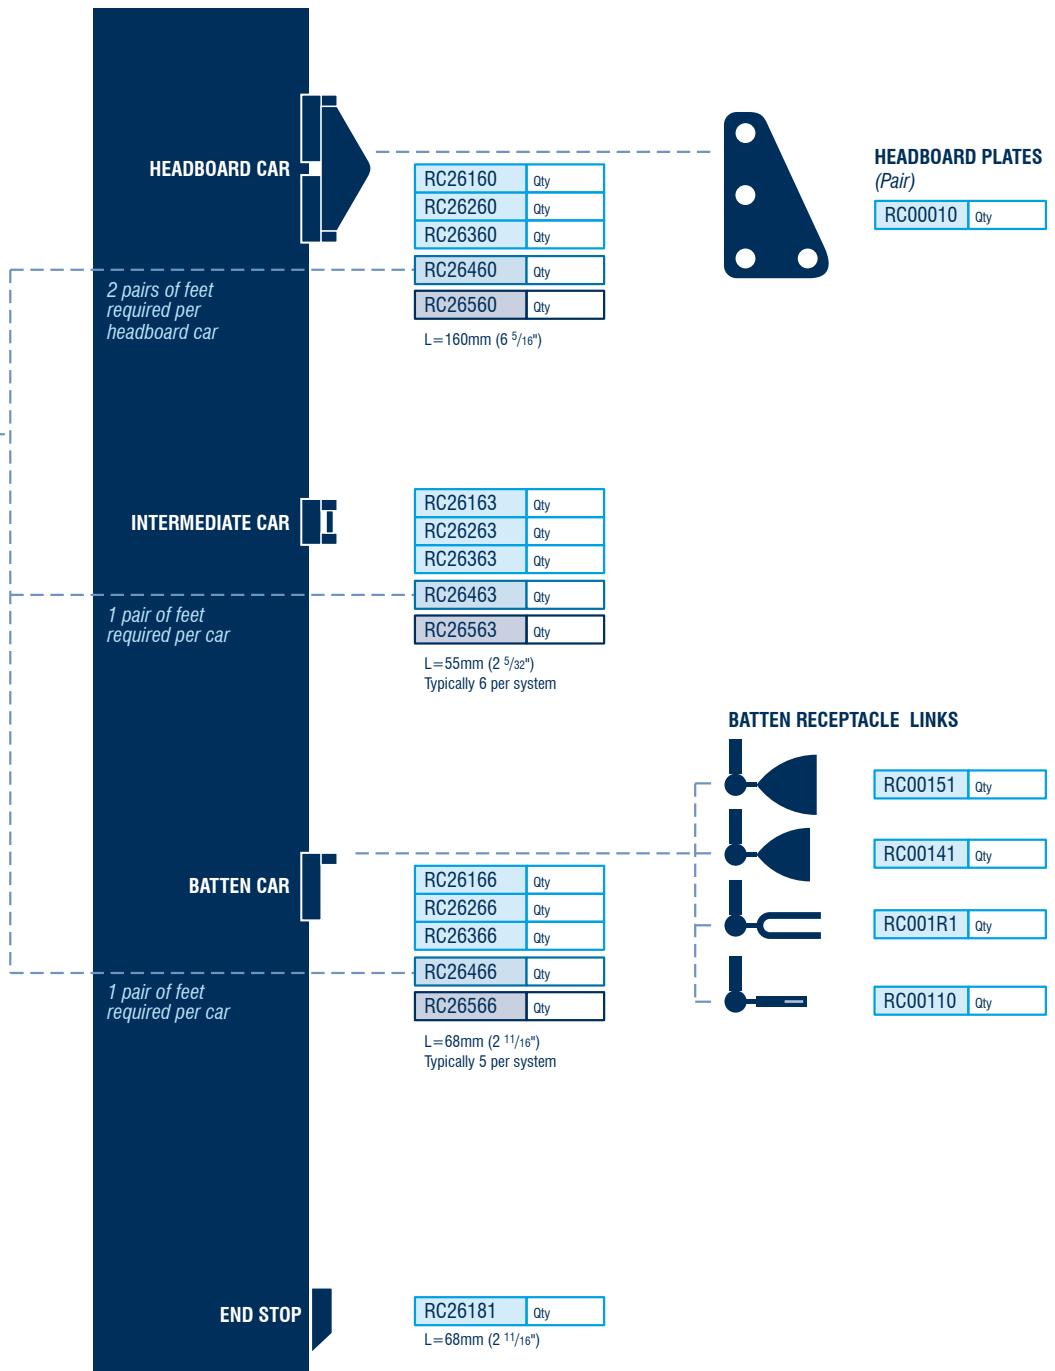 HEADBOARD CAR
RC26160 Qty
RC26260 Qty
RC26360 Qty
RC26460 Qty
RC26560 Qty
L=160mm (6 5/16")
2 pairs of feet
required per
headboard car
HEADBOARD PLATES
(Pair)
RC00010 Qty
INTERMEDIATE CAR
RC26163 Qty
RC26263 Qty
RC26363 Qty
RC26463 Qty
RC26563 Qty
L=55mm (2 5/32")
Typically 6 per system
1 pair of feet
required per car
BATTEN CAR
RC26166 Qty
RC26266 Qty
RC26366 Qty
RC26466 Qty
RC26566 Qty
L=68mm (2 11/16")
Typically 5 per system
1 pair of feet
required per car
BATTEN RECEPTACLE LINKS
RC00151 Qty
RC00141 Qty
RC001R1 Qty
RC00110 Qty
END STOP
RC26181 Qty
L=68mm (2 11/16")